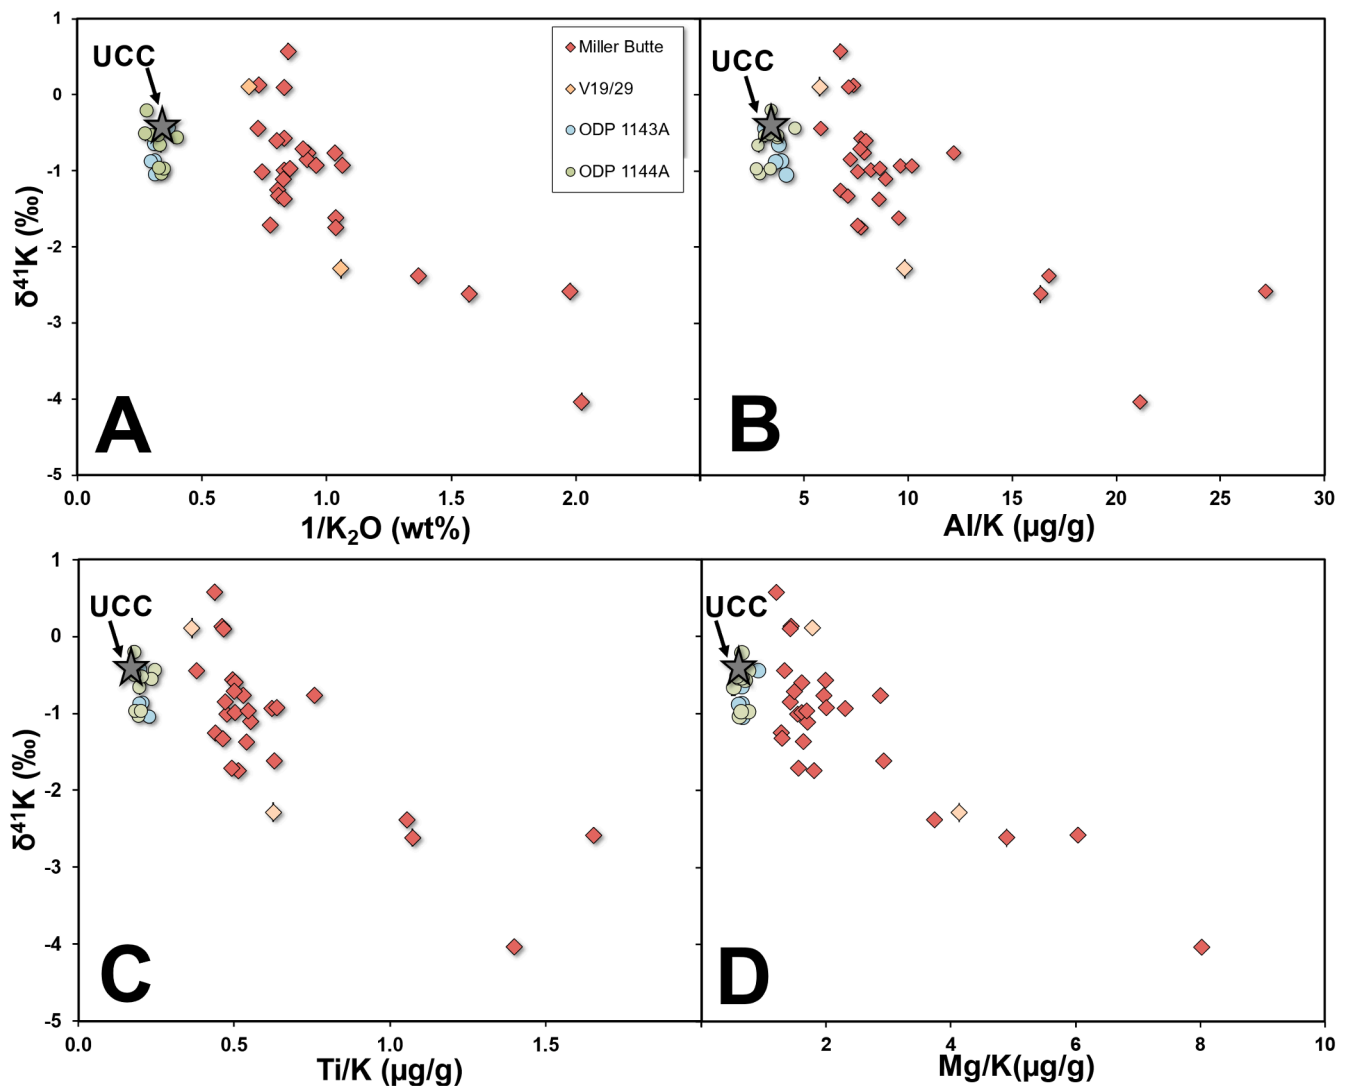 1
0
-1
-2
-3
-4
-5
δ⁴¹K (‰)
UCC
A
Miller Butte
V19/29
ODP 1143A
ODP 1144A
0.0 0.5 1.0 1.5 2.0
1/K₂O (wt%)
UCC
B
5 10 15 20 25 30
Al/K (µg/g)
1
0
-1
-2
-3
-4
-5
δ⁴¹K (‰)
UCC
C
0.0 0.5 1.0 1.5
Ti/K (µg/g)
UCC
D
2 4 6 8 10
Mg/K(µg/g)